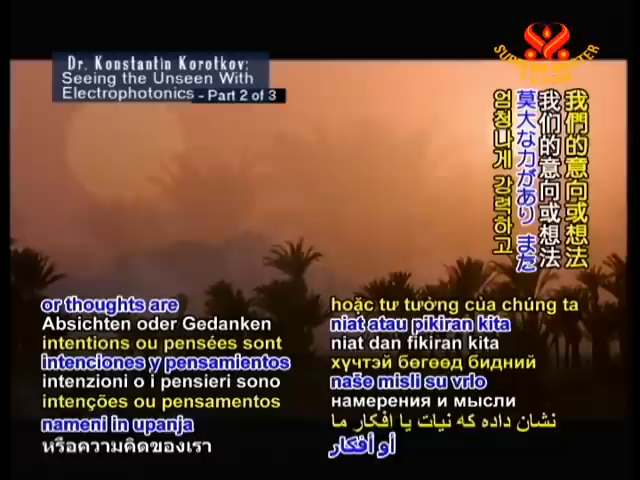 Dr. Konstantin Korotkov:
Seeing the Unseen With
Electrophotonics - Part 2 of 3
SUPREME MASTER
我們的意向或想法
我们的意向或想法
莫大な力があり また
엄청나게 강력하고
or thoughts are
Absichten oder Gedanken
intentions ou pensées sont
intenciones y pensamientos
intenzioni o i pensieri sono
intenções ou pensamentos
nameni in upanja
หรือความคิดของเรา
hoặc tư tưởng của chúng ta
niat atau pikiran kita
niat dan fikiran kita
хүчтэй бөгөөд бидний
naše misli su vrlo
намерения и мысли
نشان داده که نیات یا افکار ما
أو أفكار